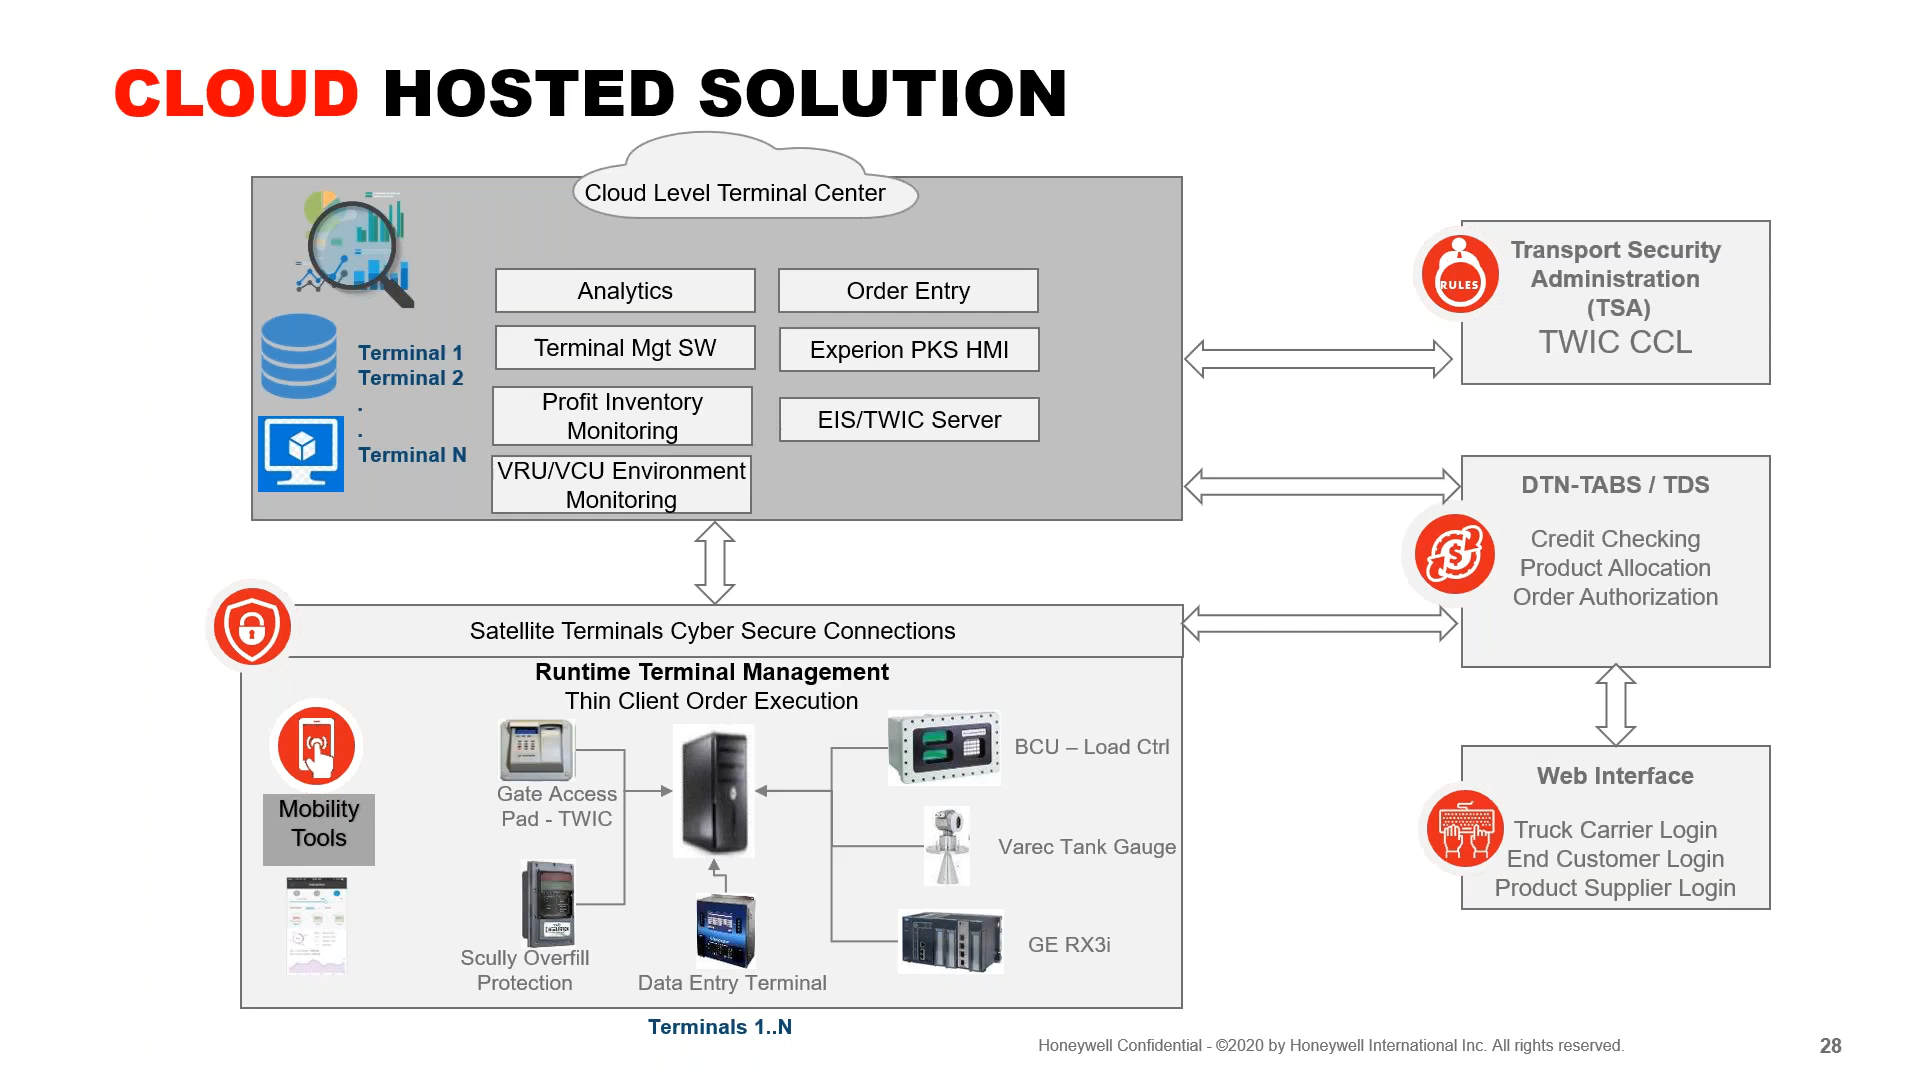 CLOUD HOSTED SOLUTION
Cloud Level Terminal Center
Analytics
Order Entry
Terminal Mgt SW
Experion PKS HMI
Profit Inventory
Monitoring
EIS/TWIC Server
VRU/VCU Environment
Monitoring
Terminal 1
Terminal 2
.
.
Terminal N
RULES
Transport Security
Administration
(TSA)
TWIC CCL
DTN-TABS / TDS
Credit Checking
Product Allocation
Order Authorization
Satellite Terminals Cyber Secure Connections
Runtime Terminal Management
Thin Client Order Execution
Mobility
Tools
Gate Access
Pad - TWIC
Scully Overfill
Protection
Data Entry Terminal
BCU – Load Ctrl
Varec Tank Gauge
GE RX3i
Web Interface
Truck Carrier Login
End Customer Login
Product Supplier Login
Terminals 1..N
Honeywell Confidential - ©2020 by Honeywell International Inc. All rights reserved.
28